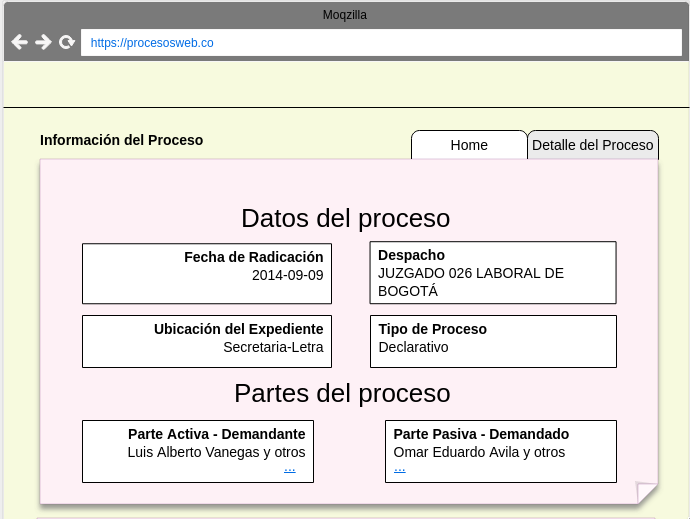 Moqzilla
https://procesosweb.co
Información del Proceso
Home
Detalle del Proceso
Datos del proceso
Fecha de Radicación
2014-09-09
Despacho
JUZGADO 026 LABORAL DE
BOGOTÁ
Ubicación del Expediente
Secretaria-Letra
Tipo de Proceso
Declarativo
Partes del proceso
Parte Activa - Demandante
Luis Alberto Vanegas y otros
...
Parte Pasiva - Demandado
Omar Eduardo Avila y otros
...